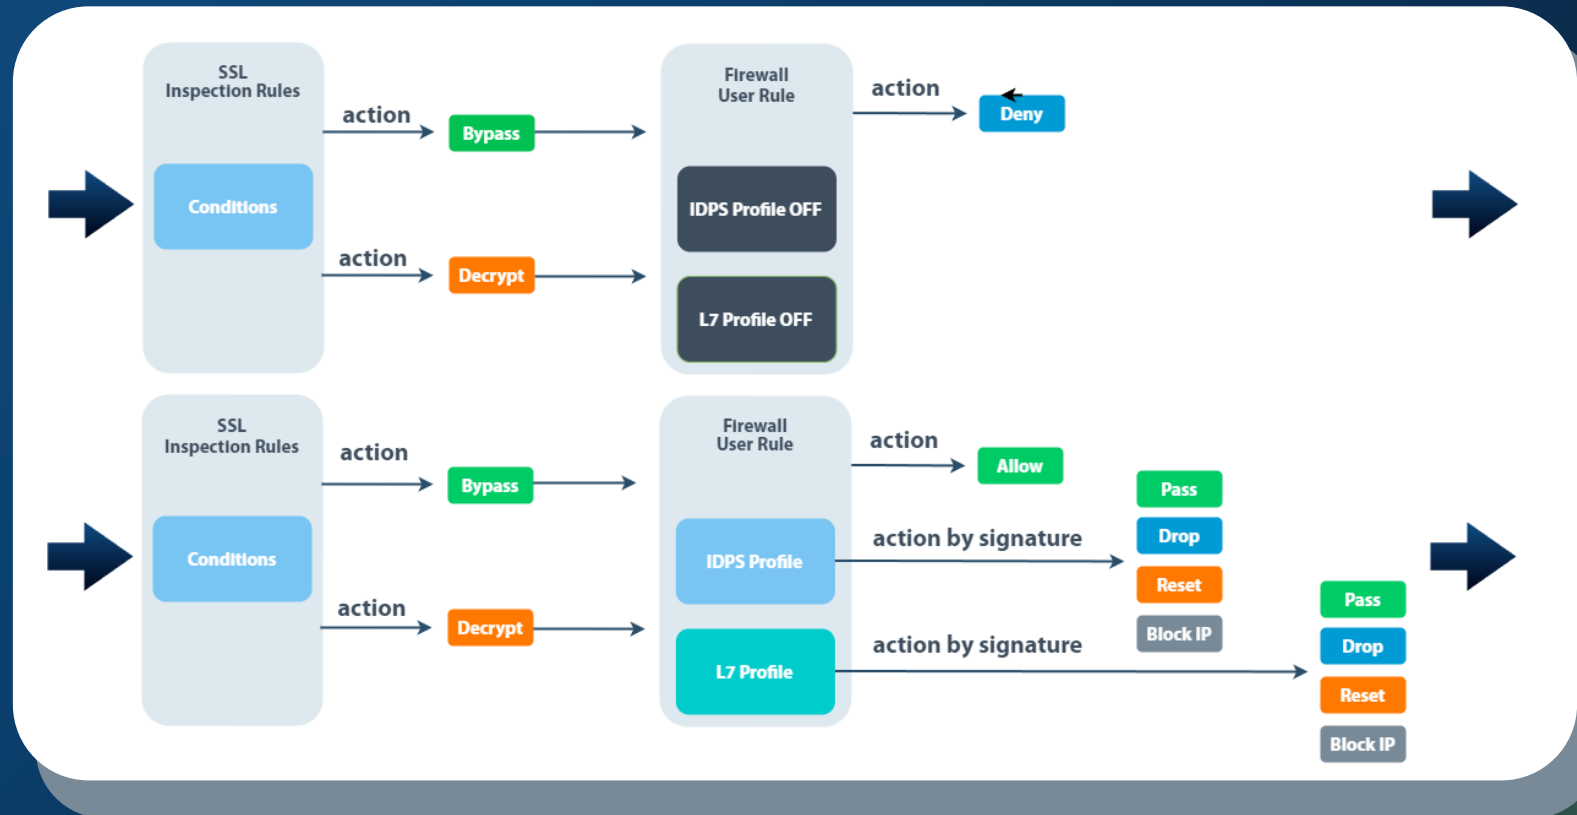 SSL
Inspection Rules
action
Bypass
Conditions
action
Decrypt
Firewall
User Rule
IDPS Profile OFF
L7 Profile OFF
action
Deny
SSL
Inspection Rules
action
Bypass
Conditions
action
Decrypt
Firewall
User Rule
IDPS Profile
L7 Profile
action
Allow
action by signature
Pass
Drop
Reset
Block IP
action by signature
Pass
Drop
Reset
Block IP